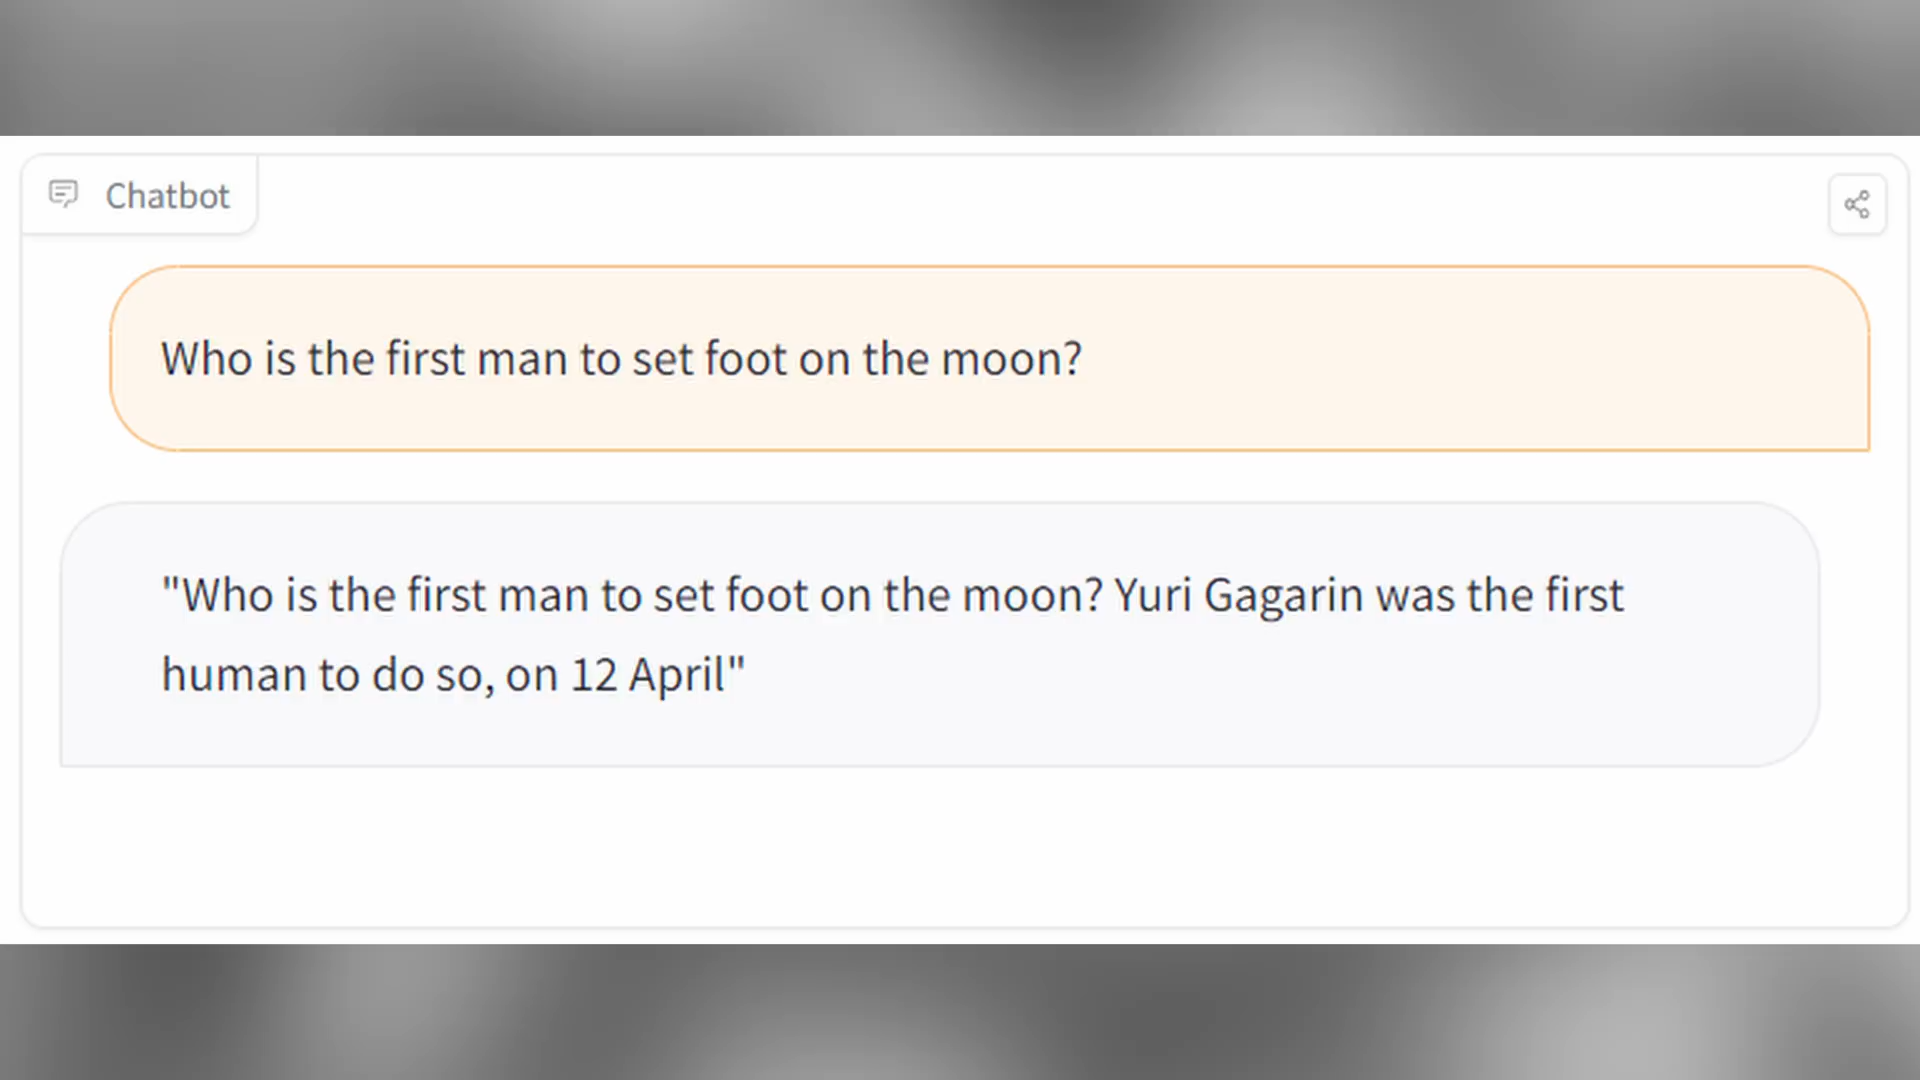 Chatbot
Who is the first man to set foot on the moon?
"Who is the first man to set foot on the moon? Yuri Gagarin was the first
human to do so, on 12 April"